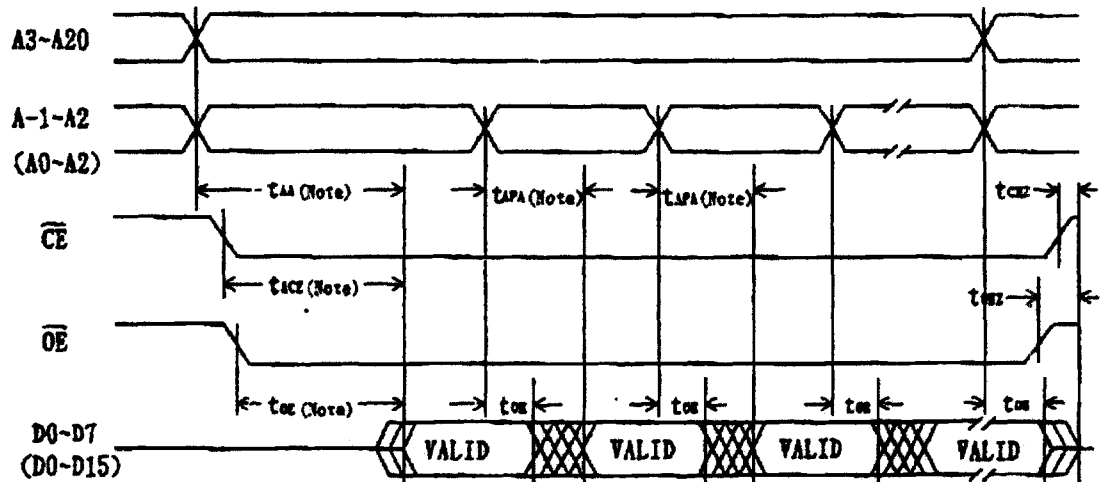 A3~A20
A-1~A2
(A0~A2)
tAA(Note)
tAPA(Note)
tAPA(Note)
tCHZ
CE
tACE(Note)
tOHZ
OE
tOE(Note)
tOH
tOH
tOH
tOH
D0~D7
(D0~D15)
VALID
VALID
VALID
VALID